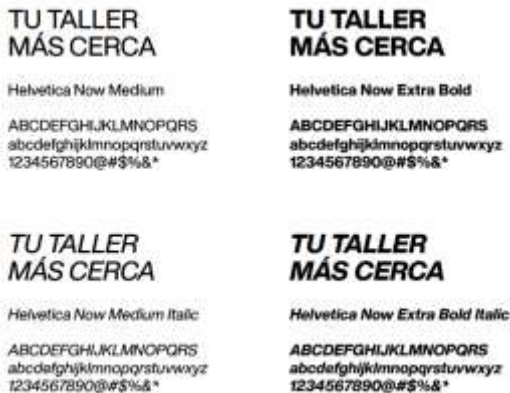 TU TALLER
MÁS CERCA
Helvetica Now Medium
ABCDEFGHIJKLMNOPQRS
abcdefghijklmnopqrstuvwxyz
1234567890@#$%&*
TU TALLER
MÁS CERCA
Helvetica Now Extra Bold
ABCDEFGHIJKLMNOPQRS
abcdefghijklmnopqrstuvwxyz
1234567890@#$%&*
TU TALLER
MÁS CERCA
Helvetica Now Medium Italic
ABCDEFGHIJKLMNOPQRS
abcdefghijklmnopqrstuvwxyz
1234567890@#$%&*
TU TALLER
MÁS CERCA
Helvetica Now Extra Bold Italic
ABCDEFGHIJKLMNOPQRS
abcdefghijklmnopqrstuvwxyz
1234567890@#$%&*